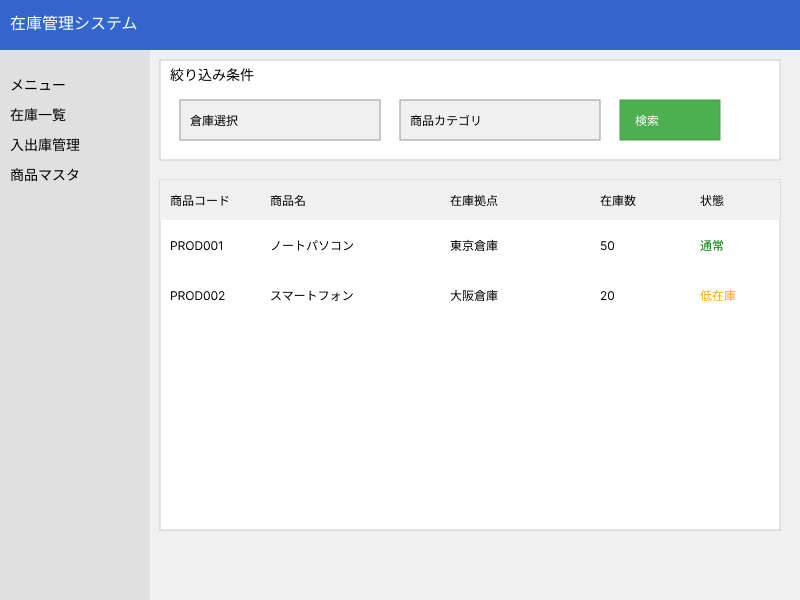 在庫管理システム
メニュー
在庫一覧
入出庫管理
商品マスタ
絞り込み条件
倉庫選択 商品カテゴリ 検索
商品コード 商品名 在庫拠点 在庫数 状態
PROD001 ノートパソコン 東京倉庫 50 通常
PROD002 スマートフォン 大阪倉庫 20 低在庫